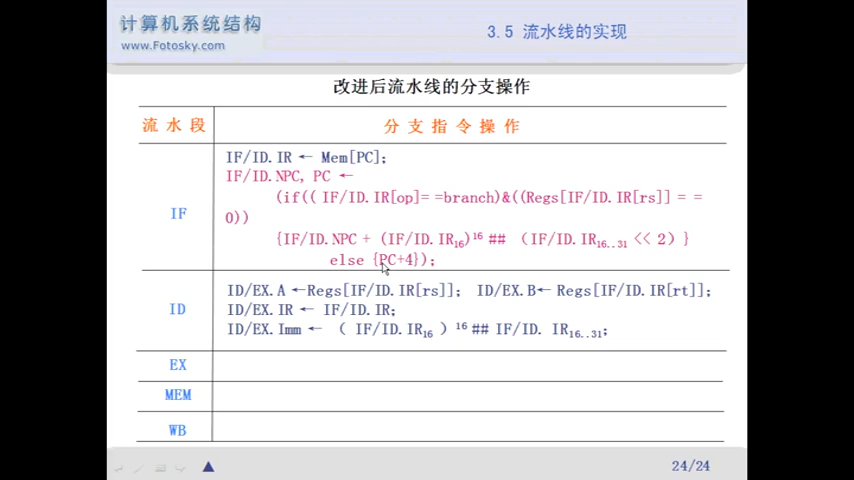 计算机系统结构
www.Fotosky.com
3.5 流水线的实现
改进后流水线的分支操作
流水段
分支指令操作
IF
IF/ID.IR ← Mem[PC];
IF/ID.NPC, PC ←
(if(( IF/ID.IR[op]= =branch)&((Regs[IF/ID.IR[rs]] = =
0))
{IF/ID.NPC + (IF/ID.IR16)16 ## （IF/ID.IR16..31 << 2）}
else {PC+4});
ID
ID/EX.A ←Regs[IF/ID.IR[rs]]; ID/EX.B← Regs[IF/ID.IR[rt]];
ID/EX.IR ← IF/ID.IR;
ID/EX.Imm ← （ IF/ID.IR16 ）16 ## IF/ID. IR16..31;
EX
MEM
WB
24/24